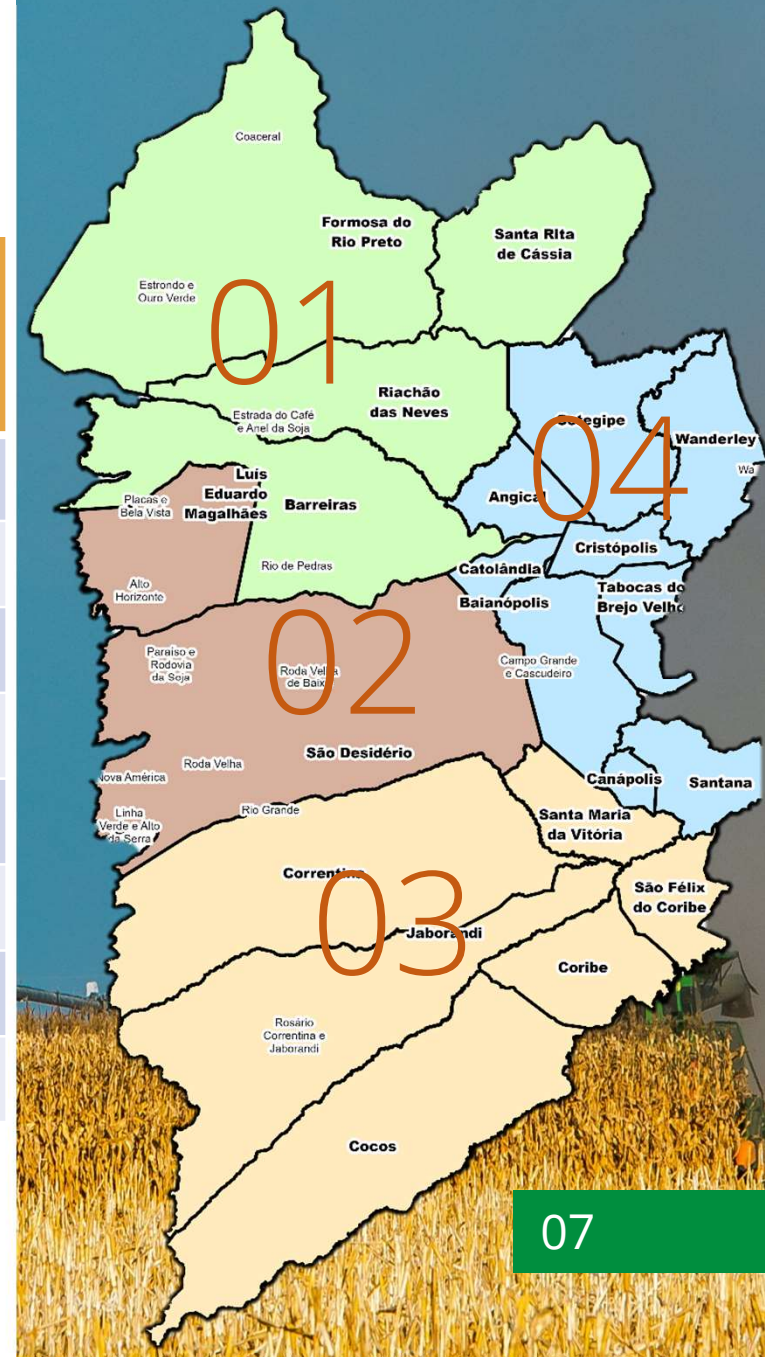 Coaceral
Formosa do
Rio Preto
Santa Rita
de Cássia
Estrondo e
Ouro Verde
01
Riachão
das Neves
Estrada do Café
e Anel da Soja
Cotegipe
Wanderley
Wa
04
Luís
Eduardo
Magalhães
Placas e
Bela Vista
Barreiras
Angical
Cristópolis
Rio de Pedras
Catolândia
Alto
Horizonte
Baianópolis
Tabocas do
Brejo Velho
02
Paraíso e
Rodovia
da Soja
Roda Velha
de Baixo
Campo Grande
e Cascudeiro
São Desidério
Roda Velha
Nova América
Canápolis
Santana
Linha
Verde e Alto
da Serra
Rio Grande
Santa Maria
da Vitória
Correntina
03
São Félix
do Coribe
Jaborandi
Coribe
Rosário
Correntina e
Jaborandi
Cocos
07